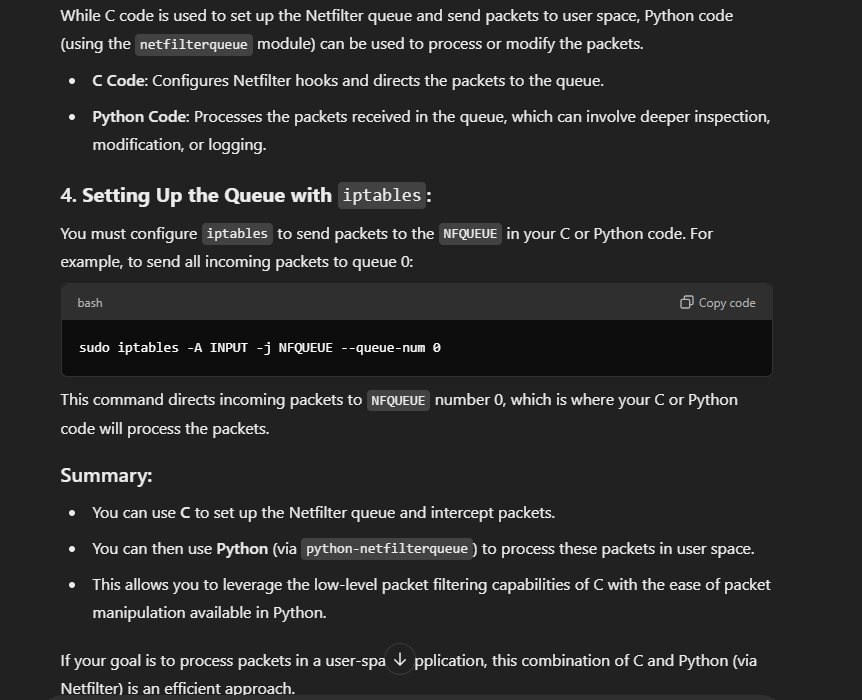 While C code is used to set up the Netfilter queue and send packets to user space, Python code
(using the netfilterqueue module) can be used to process or modify the packets.
• C Code: Configures Netfilter hooks and directs the packets to the queue.
• Python Code: Processes the packets received in the queue, which can involve deeper inspection,
modification, or logging.
4. Setting Up the Queue with iptables:
You must configure iptables to send packets to the NFQUEUE in your C or Python code. For
example, to send all incoming packets to queue 0:
bash Copy code
sudo iptables -A INPUT -j NFQUEUE --queue-num 0
This command directs incoming packets to NFQUEUE number 0, which is where your C or Python
code will process the packets.
Summary:
• You can use C to set up the Netfilter queue and intercept packets.
• You can then use Python (via python-netfilterqueue) to process these packets in user space.
• This allows you to leverage the low-level packet filtering capabilities of C with the ease of packet
manipulation available in Python.
If your goal is to process packets in a user-spa pplication, this combination of C and Python (via
Netfilter) is an efficient approach.